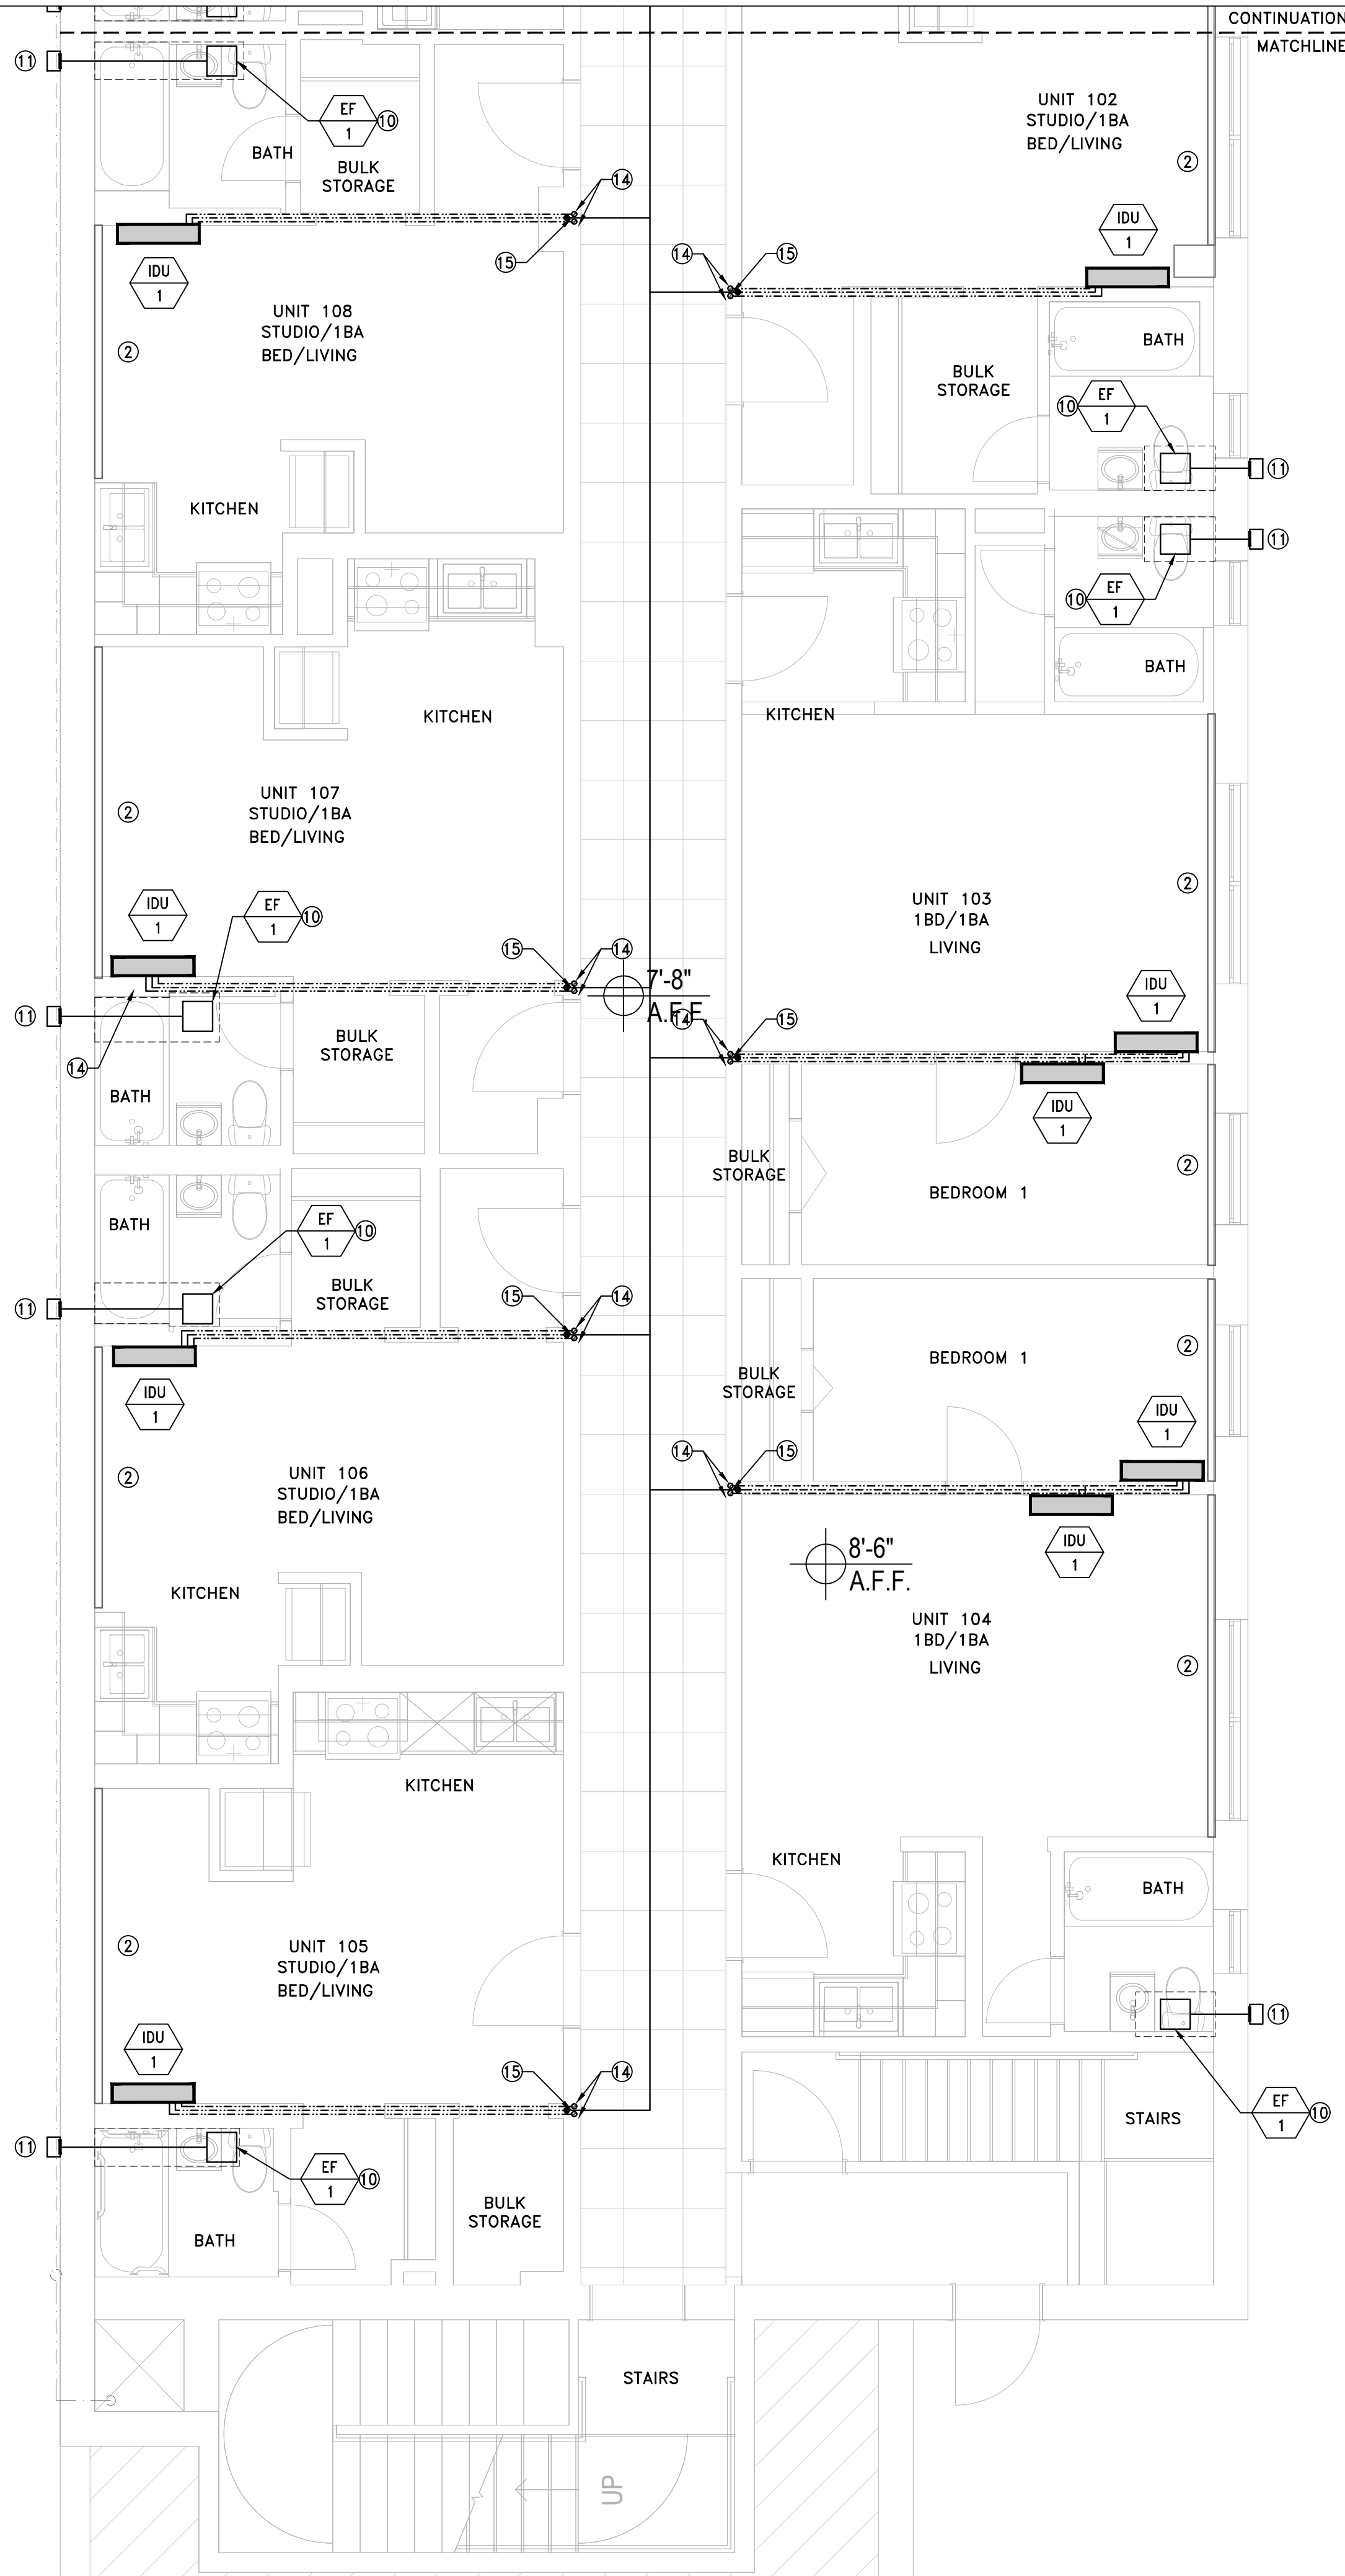 CONTINUATION
MATCHLINE
11
EF
1
10
BATH
BULK
STORAGE
UNIT 102
STUDIO/1BA
BED/LIVING
2
14
15
IDU
1
14
15
IDU
1
UNIT 108
STUDIO/1BA
BED/LIVING
2
BATH
BULK
STORAGE
EF
1
10
11
KITCHEN
11
EF
1
10
BATH
KITCHEN
KITCHEN
UNIT 107
STUDIO/1BA
BED/LIVING
2
2
UNIT 103
1BD/1BA
LIVING
IDU
1
EF
1
10
15
14
7'-8"
A.F.F.
14
15
IDU
1
11
14
BULK
STORAGE
BATH
IDU
1
BULK
STORAGE
2
BEDROOM 1
BATH
EF
1
10
11
BULK
STORAGE
15
14
IDU
1
2
BEDROOM 1
BULK
STORAGE
IDU
1
14
15
UNIT 106
STUDIO/1BA
BED/LIVING
2
8'-6"
A.F.F.
IDU
1
KITCHEN
UNIT 104
1BD/1BA
LIVING
2
KITCHEN
KITCHEN
BATH
UNIT 105
STUDIO/1BA
BED/LIVING
2
IDU
1
15
14
11
EF
1
10
STAIRS
11
EF
1
10
BULK
STORAGE
BATH
STAIRS
UP